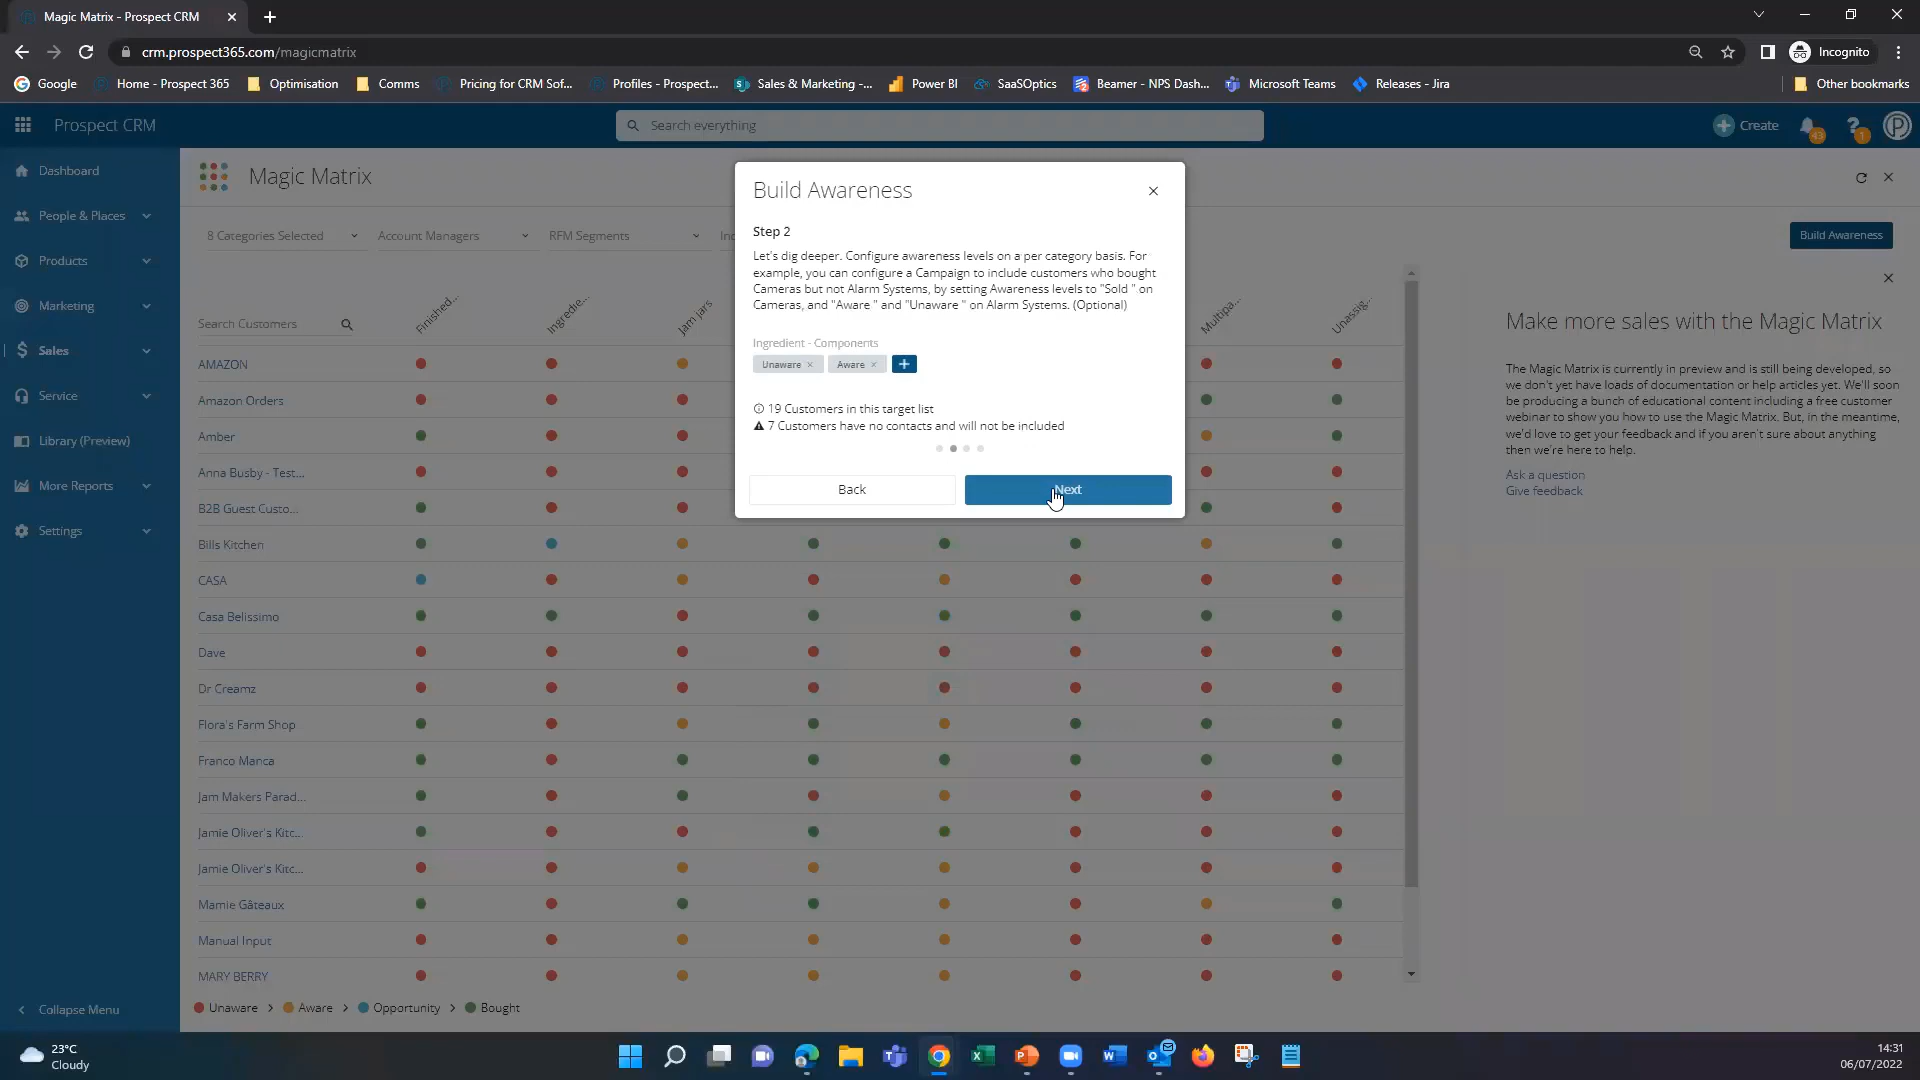 Magic Matrix - Prospect CRM
crm.prospect365.com/magicmatrix
Incognito
Google
Home - Prospect 365
Optimisation
Comms
Pricing for CRM Sof...
Profiles - Prospect...
Sales & Marketing -...
Power BI
SaaSOptics
Beamer - NPS Dash...
Microsoft Teams
Releases - Jira
Other bookmarks
Prospect CRM
Search everything
Create
43
1
Dashboard
People & Places
Products
Marketing
Sales
Service
Library (Preview)
More Reports
Settings
Collapse Menu
Magic Matrix
8 Categories Selected
Account Managers
RFM Segments
Build Awareness
Search Customers
Finished...
Ingredie...
Jam Jars
Multipa...
Unassig...
AMAZON
Amazon Orders
Amber
Anna Busby - Test...
B2B Guest Custo...
Bills Kitchen
CASA
Casa Belissimo
Dave
Dr Creamz
Flora's Farm Shop
Franco Manca
Jam Makers Parad...
Jamie Oliver's Kitc...
Jamie Oliver's Kitc...
Mamie Gâteaux
Manual Input
MARY BERRY
Unaware > Aware > Opportunity > Bought
Build Awareness
Step 2
Let's dig deeper. Configure awareness levels on a per category basis. For
example, you can configure a Campaign to include customers who bought
Cameras but not Alarm Systems, by setting Awareness levels to "Sold " on
Cameras, and "Aware " and "Unaware " on Alarm Systems. (Optional)
Ingredient - Components
Unaware × Aware ×
19 Customers in this target list
7 Customers have no contacts and will not be included
Back
Next
Make more sales with the Magic Matrix
The Magic Matrix is currently in preview and is still being developed, so
we don't yet have loads of documentation or help articles yet. We'll soon
be producing a bunch of educational content including a free customer
webinar to show you how to use the Magic Matrix. But, in the meantime,
we'd love to get your feedback and if you aren't sure about anything
then we're here to help.
Ask a question
Give feedback
23°C
Cloudy
14:31
06/07/2022